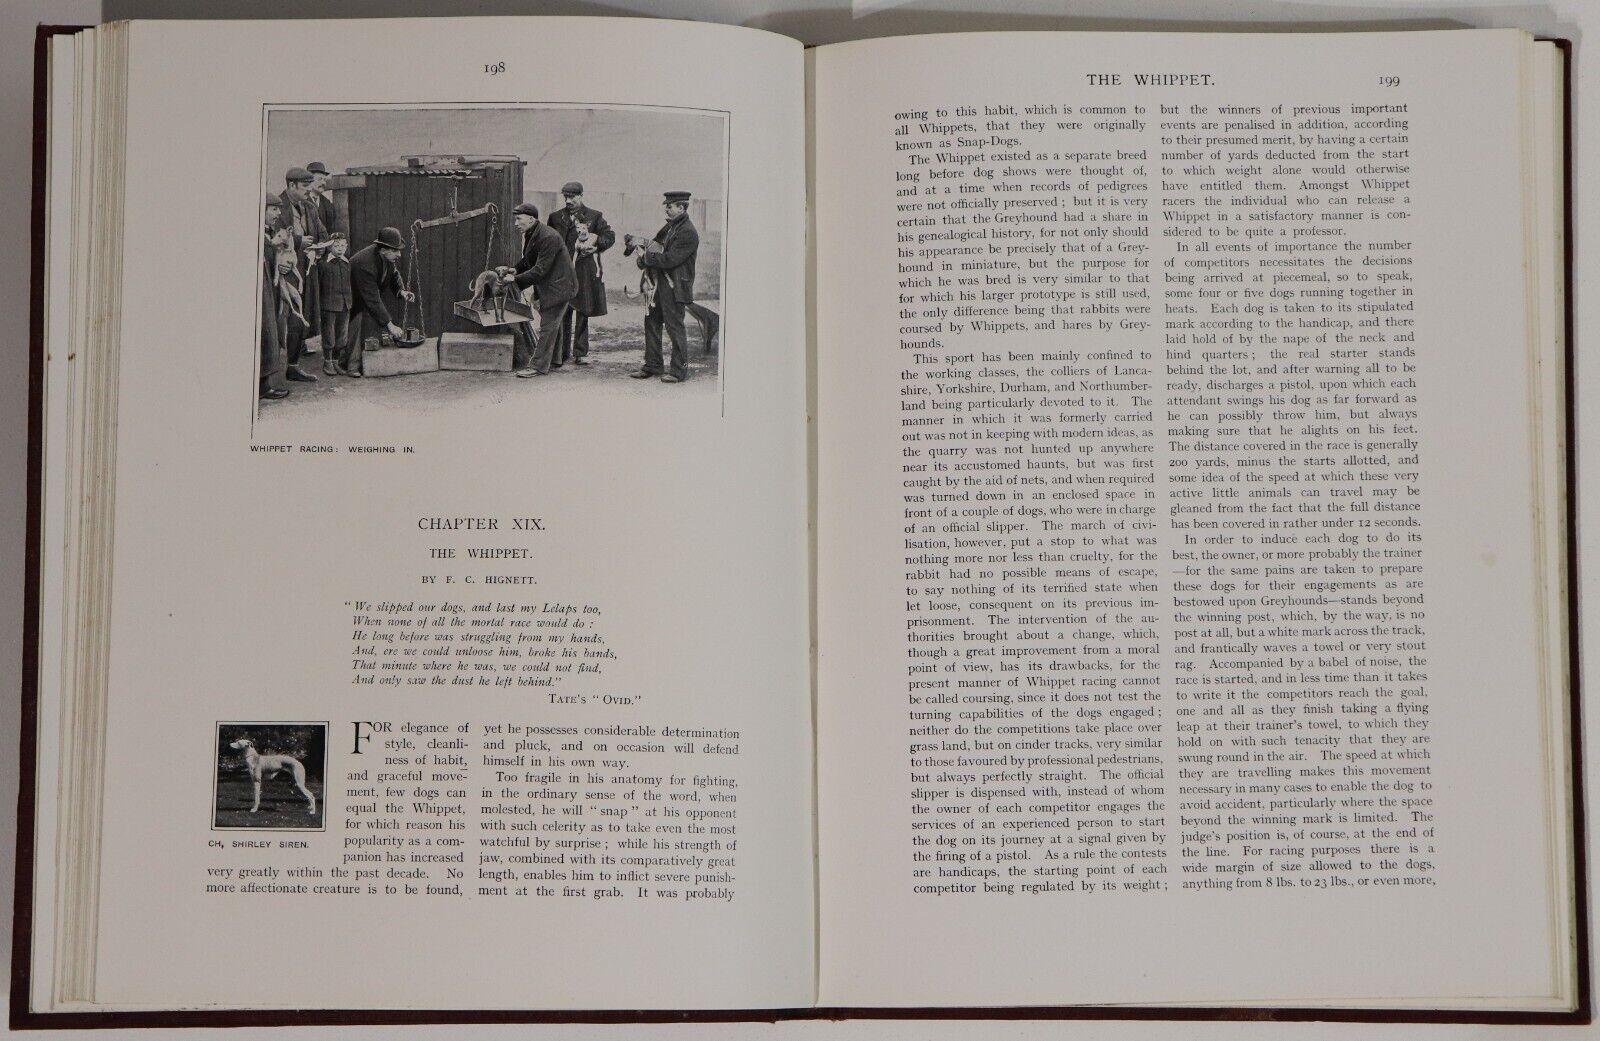 198
WHIPPET RACING: WEIGHING IN.
CHAPTER XIX.
THE WHIPPET.
BY F. C. HIGNETT.
"We slipped our dogs, and last my Lelaps too,
When none of all the mortal race would do :
He long before was struggling from my hands,
And, ere we could unloose him, broke his bands,
That minute where he was, we could not find,
And only saw the dust he left behind."
TATE'S "OVID."
CH, SHIRLEY SIREN.
FOR elegance of
style, cleanli-
ness of habit,
and graceful move-
ment, few dogs can
equal the Whippet,
for which reason his
popularity as a com-
panion has increased
very greatly within the past decade. No
more affectionate creature is to be found,
yet he possesses considerable determination
and pluck, and on occasion will defend
himself in his own way.
Too fragile in his anatomy for fighting,
in the ordinary sense of the word, when
molested, he will "snap" at his opponent
with such celerity as to take even the most
watchful by surprise ; while his strength of
jaw, combined with its comparatively great
length, enables him to inflict severe punish-
ment at the first grab. It was probably
THE WHIPPET.
199
owing to this habit, which is common to
all Whippets, that they were originally
known as Snap-Dogs.
The Whippet existed as a separate breed
long before dog shows were thought of,
and at a time when records of pedigrees
were not officially preserved ; but it is very
certain that the Greyhound had a share in
his genealogical history, for not only should
his appearance be precisely that of a Grey-
hound in miniature, but the purpose for
which he was bred is very similar to that
for which his larger prototype is still used,
the only difference being that rabbits were
coursed by Whippets, and hares by Grey-
hounds.
This sport has been mainly confined to
the working classes, the colliers of Lanca-
shire, Yorkshire, Durham, and Northumber-
land being particularly devoted to it. The
manner in which it was formerly carried
out was not in keeping with modern ideas, as
the quarry was not hunted up anywhere
near its accustomed haunts, but was first
caught by the aid of nets, and when required
was turned down in an enclosed space in
front of a couple of dogs, who were in charge
of an official slipper. The march of civi-
lisation, however, put a stop to what was
nothing more nor less than cruelty, for the
rabbit had no possible means of escape,
to say nothing of its terrified state when
let loose, consequent on its previous im-
prisonment. The intervention of the au-
thorities brought about a change, which,
though a great improvement from a moral
point of view, has its drawbacks, for the
present manner of Whippet racing cannot
be called coursing, since it does not test the
turning capabilities of the dogs engaged ;
neither do the competitions take place over
grass land, but on cinder tracks, very similar
to those favoured by professional pedestrians,
but always perfectly straight. The official
slipper is dispensed with, instead of whom
the owner of each competitor engages the
services of an experienced person to start
the dog on its journey at a signal given by
the firing of a pistol. As a rule the contests
are handicaps, the starting point of each
competitor being regulated by its weight ;
but the winners of previous important
events are penalised in addition, according
to their presumed merit, by having a certain
number of yards deducted from the start
to which weight alone would otherwise
have entitled them. Amongst Whippet
racers the individual who can release a
Whippet in a satisfactory manner is con-
sidered to be quite a professor.
In all events of importance the number
of competitors necessitates the decisions
being arrived at piecemeal, so to speak,
some four or five dogs running together in
heats. Each dog is taken to its stipulated
mark according to the handicap, and there
laid hold of by the nape of the neck and
hind quarters ; the real starter stands
behind the lot, and after warning all to be
ready, discharges a pistol, upon which each
attendant swings his dog as far forward as
he can possibly throw him, but always
making sure that he alights on his feet.
The distance covered in the race is generally
200 yards, minus the starts allotted, and
some idea of the speed at which these very
active little animals can travel may be
gleaned from the fact that the full distance
has been covered in rather under 12 seconds.
In order to induce each dog to do its
best, the owner, or more probably the trainer
—for the same pains are taken to prepare
these dogs for their engagements as are
bestowed upon Greyhounds—stands beyond
the winning post, which, by the way, is no
post at all, but a white mark across the track,
and frantically waves a towel or very stout
rag. Accompanied by a babel of noise, the
race is started, and in less time than it takes
to write it the competitors reach the goal,
one and all as they finish taking a flying
leap at their trainer's towel, to which they
hold on with such tenacity that they are
swung round in the air. The speed at which
they are travelling makes this movement
necessary in many cases to enable the dog to
avoid accident, particularly where the space
beyond the winning mark is limited. The
judge's position is, of course, at the end of
the line. For racing purposes there is a
wide margin of size allowed to the dogs,
anything from 8 lbs. to 23 lbs., or even more,